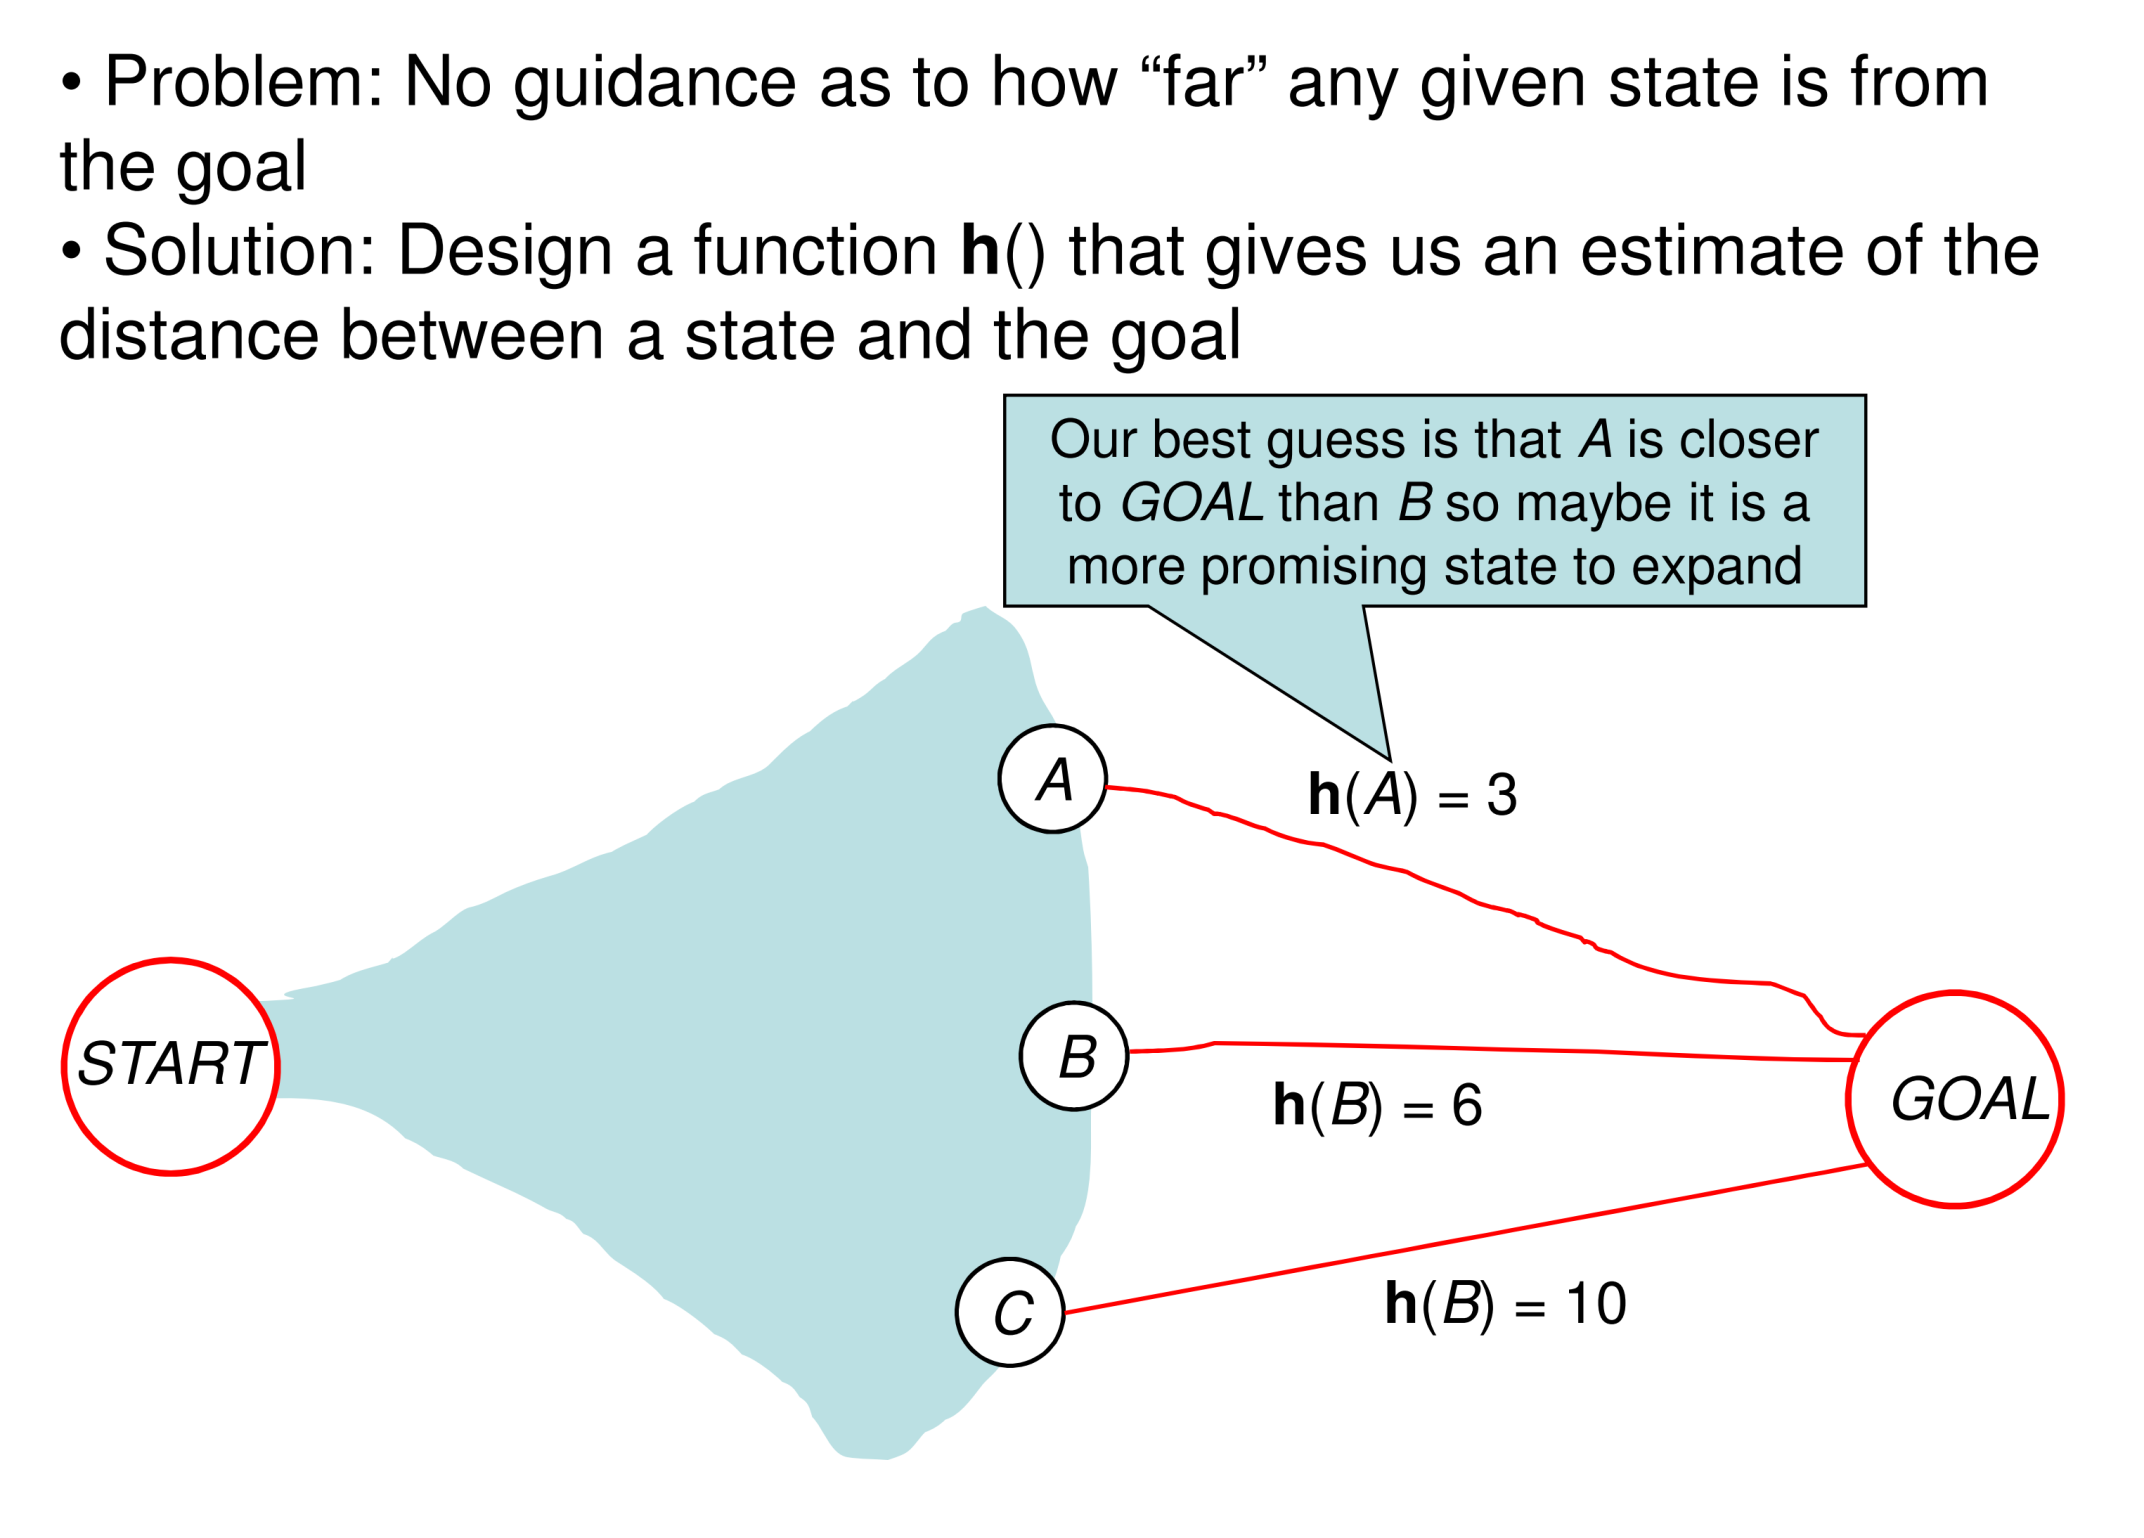 • Problem: No guidance as to how “far” any given state is from
the goal
• Solution: Design a function h() that gives us an estimate of the
distance between a state and the goal
Our best guess is that A is closer
to GOAL than B so maybe it is a
more promising state to expand
A
h(A) = 3
START
B
GOAL
h(B) = 6
C
h(B) = 10